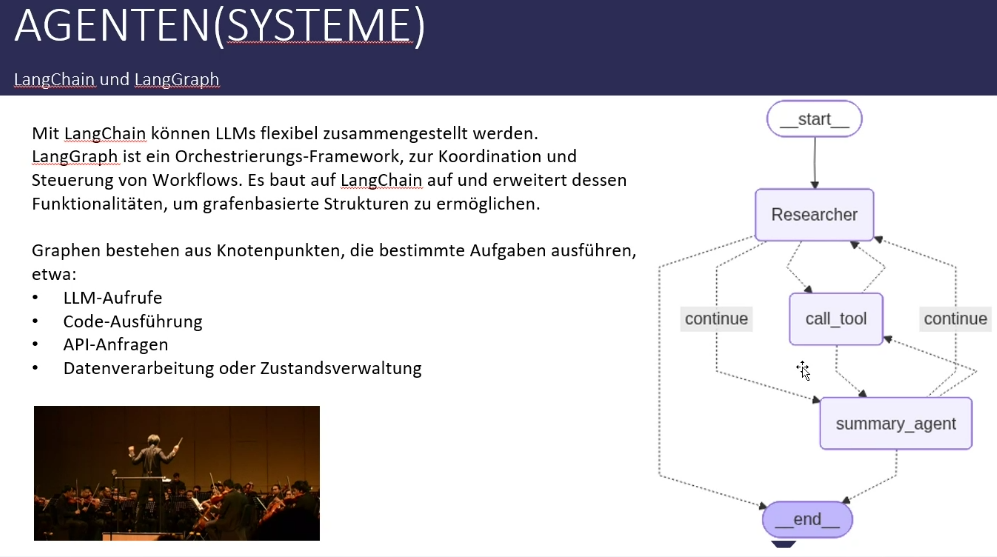 AGENTEN(SYSTEME)
LangChain und LangGraph
Mit LangChain können LLMs flexibel zusammengestellt werden.
LangGraph ist ein Orchestrierungs-Framework, zur Koordination und
Steuerung von Workflows. Es baut auf LangChain auf und erweitert dessen
Funktionalitäten, um grafenbasierte Strukturen zu ermöglichen.
Graphen bestehen aus Knotenpunkten, die bestimmte Aufgaben ausführen,
etwa:
• LLM-Aufrufe
• Code-Ausführung
• API-Anfragen
• Datenverarbeitung oder Zustandsverwaltung
__start__
Researcher
continue
call_tool
continue
summary_agent
__end__